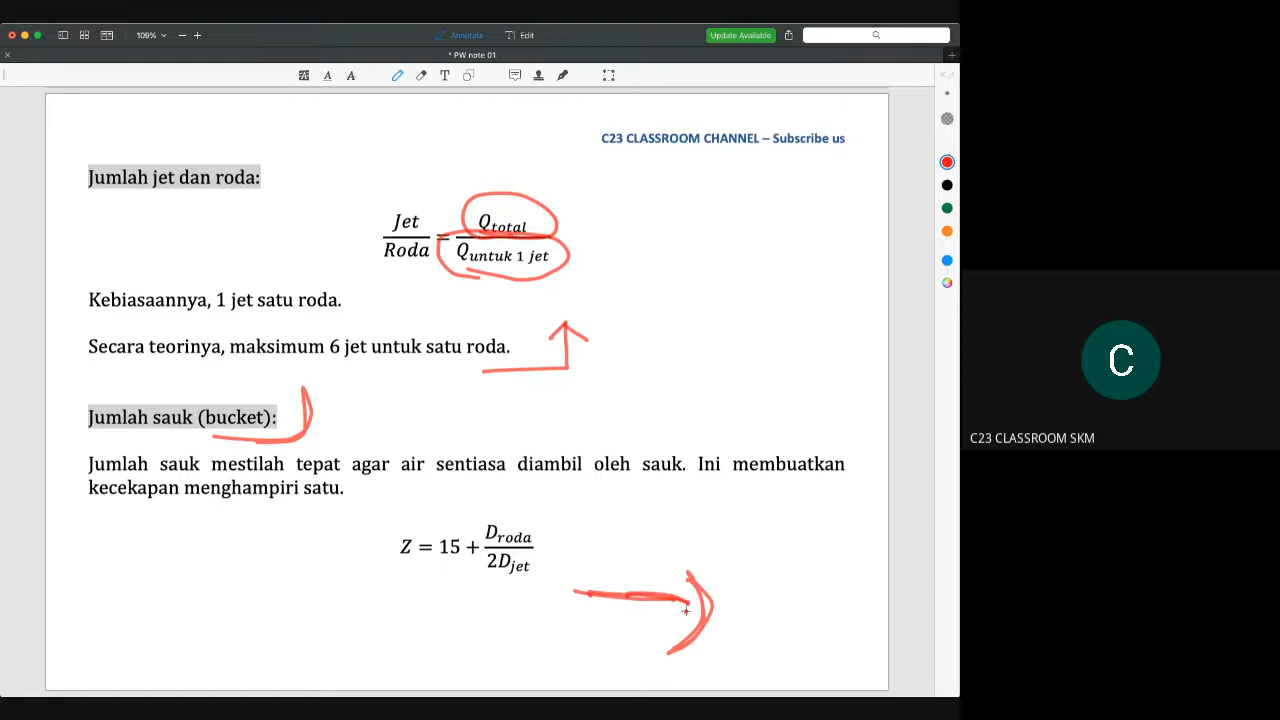 109%
Annotate
Edit
Update Available
* PW note 01
C23 CLASSROOM CHANNEL – Subscribe us
Jumlah jet dan roda:
Jet / Roda = Q_total / Q_untuk 1 jet
Kebiasaannya, 1 jet satu roda.
Secara teorinya, maksimum 6 jet untuk satu roda.
Jumlah sauk (bucket):
Jumlah sauk mestilah tepat agar air sentiasa diambil oleh sauk. Ini membuatkan
kecekapan menghampiri satu.
Z = 15 + D_roda / 2D_jet
C
C23 CLASSROOM SKM